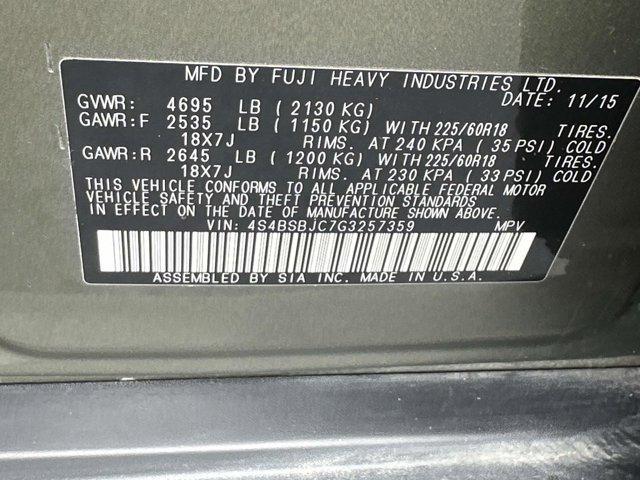 MFD BY FUJI HEAVY INDUSTRIES LTD.
DATE: 11/15
GVWR: 4695 LB ( 2130 KG)
GAWR:F 2535 LB ( 1150 KG) WITH 225/60R18 TIRES.
18X7J RIMS. AT 240 KPA ( 35 PSI) COLD
GAWR:R 2645 LB ( 1200 KG) WITH 225/60R18 TIRES.
18X7J RIMS. AT 230 KPA ( 33 PSI) COLD.
THIS VEHICLE CONFORMS TO ALL APPLICABLE FEDERAL MOTOR
VEHICLE SAFETY AND THEFT PREVENTION STANDARDS
IN EFFECT ON THE DATE OF MANUFACTURE SHOWN ABOVE.
VIN: 4S4BSBJC7G3257359 MPV
ASSEMBLED BY SIA INC. MADE IN U.S.A.